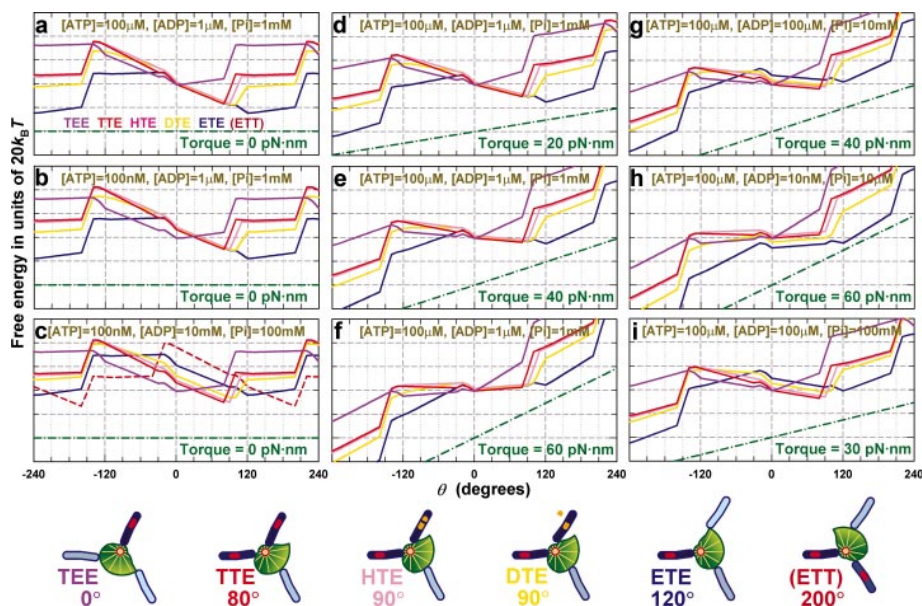 a
[ATP]=100μM, [ADP]=1μM, [Pi]=1mM
TEE TTE HTE DTE ETE (ETT)
Torque = 0 pN·nm
b
[ATP]=100nM, [ADP]=1μM, [Pi]=1mM
Torque = 0 pN·nm
c
[ATP]=100nM, [ADP]=10mM, [Pi]=100mM
Torque = 0 pN·nm
d
[ATP]=100μM, [ADP]=1μM, [Pi]=1mM
Torque = 20 pN·nm
e
[ATP]=100μM, [ADP]=1μM, [Pi]=1mM
Torque = 40 pN·nm
f
[ATP]=100μM, [ADP]=1μM, [Pi]=1mM
Torque = 60 pN·nm
g
[ATP]=100μM, [ADP]=100μM, [Pi]=10mM
Torque = 40 pN·nm
h
[ATP]=100μM, [ADP]=10nM, [Pi]=10μM
Torque = 60 pN·nm
i
[ATP]=100μM, [ADP]=100μM, [Pi]=100mM
Torque = 30 pN·nm
Free energy in units of 20kBT
-240 -120 0 120 240
-120 0 120 240
-120 0 120 240
θ (degrees)
TEE
0°
TTE
80°
HTE
90°
DTE
90°
ETE
120°
(ETT)
200°